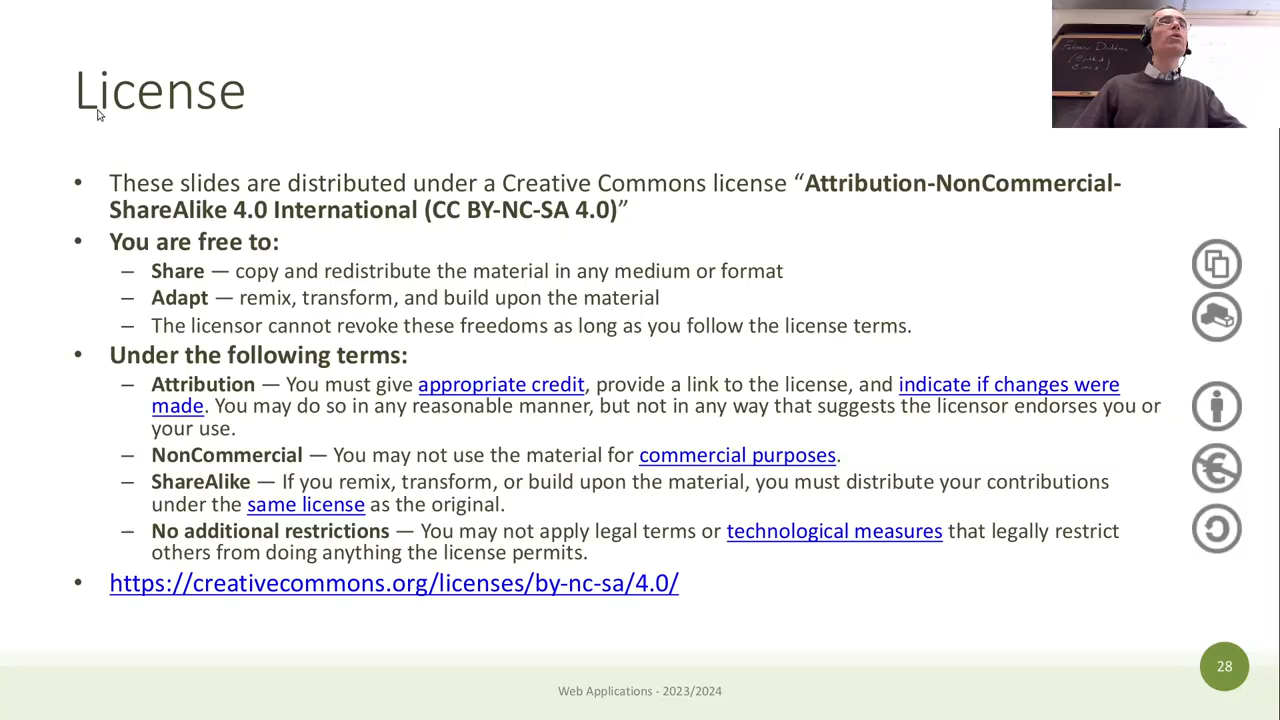 License
• These slides are distributed under a Creative Commons license “Attribution-NonCommercial-
ShareAlike 4.0 International (CC BY-NC-SA 4.0)”
• You are free to:
– Share — copy and redistribute the material in any medium or format
– Adapt — remix, transform, and build upon the material
– The licensor cannot revoke these freedoms as long as you follow the license terms.
• Under the following terms:
– Attribution — You must give appropriate credit, provide a link to the license, and indicate if changes were
made. You may do so in any reasonable manner, but not in any way that suggests the licensor endorses you or
your use.
– NonCommercial — You may not use the material for commercial purposes.
– ShareAlike — If you remix, transform, or build upon the material, you must distribute your contributions
under the same license as the original.
– No additional restrictions — You may not apply legal terms or technological measures that legally restrict
others from doing anything the license permits.
• https://creativecommons.org/licenses/by-nc-sa/4.0/
28
Web Applications - 2023/2024